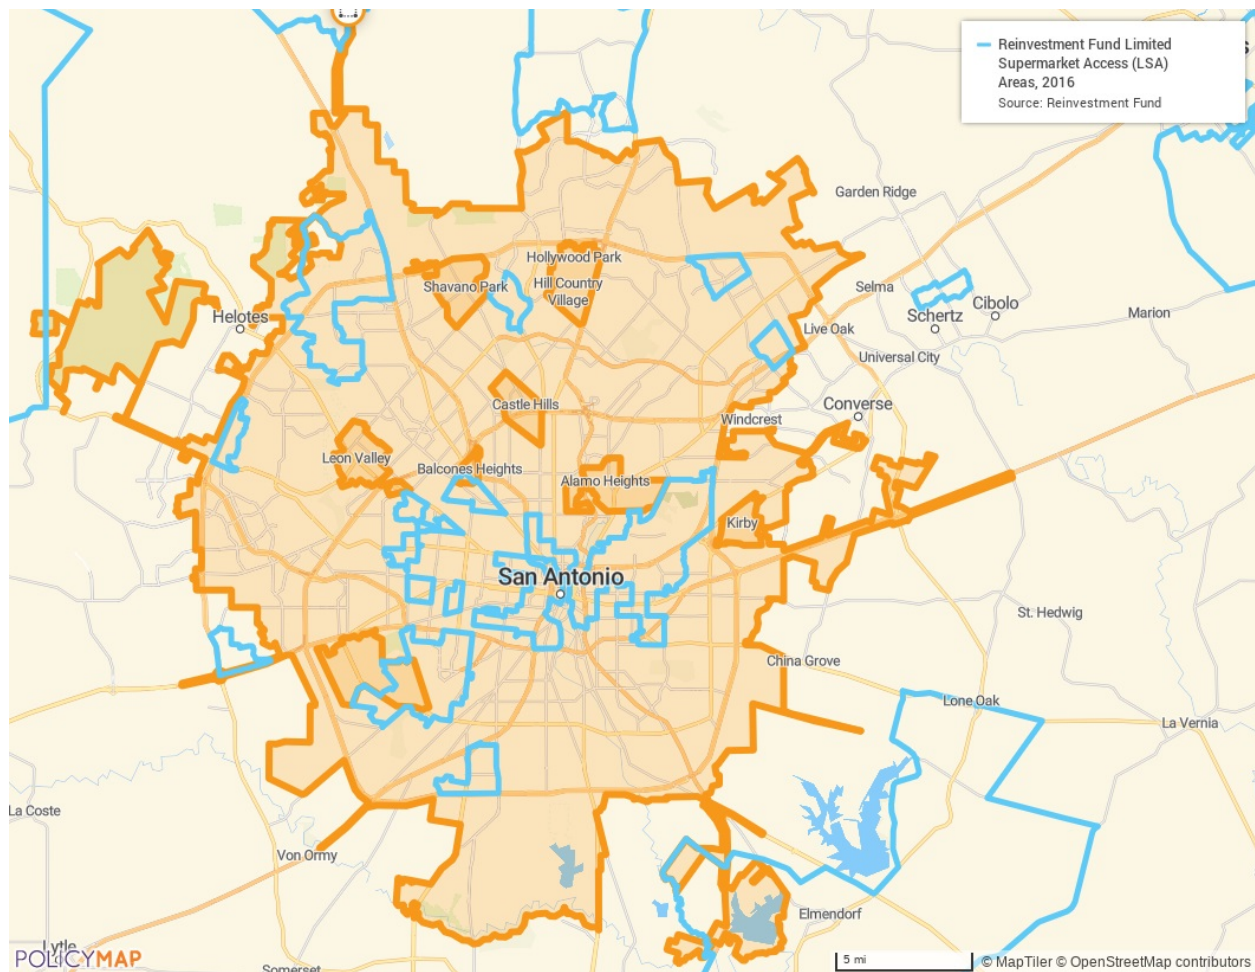 Reinvestment Fund Limited
Supermarket Access (LSA)
Areas, 2016
Source: Reinvestment Fund
s
Garden Ridge
Hollywood Park
Shavano Park
Hill Country
Village
Selma
Cibolo
Schertz
Marion
Helotes
Live Oak
Universal City
Castle Hills
Converse
Windcrest
Leon Valley
Balcones Heights
Alamo Heights
Kirby
San Antonio
St. Hedwig
China Grove
Lone Oak
La Vernia
La Coste
Von Ormy
Elmendorf
Lytle
POLICYMAP
Somerset
5 mi
© MapTiler © OpenStreetMap contributors